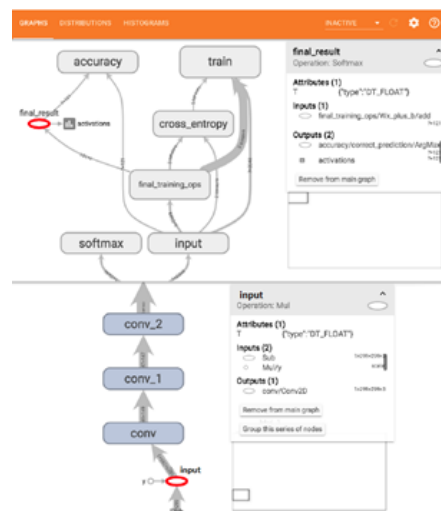 GRAPHS DISTRIBUTIONS HISTOGRAMS INACTIVE
accuracy
train
final_result
activations
cross_entropy
final_training_ops
softmax
input
final_result
Operation: Softmax
Attributes (1)
T {"type":"DT_FLOAT"}
Inputs (1)
final_training_ops/Wx_plus_b/add
Outputs (2)
accuracy/correct_prediction/ArgMax
activations
Remove from main graph
conv_2
conv_1
conv
input
input
Operation: Mul
Attributes (1)
T {"type":"DT_FLOAT"}
Inputs (2)
Sub
Mul/y
Outputs (1)
conv/Conv2D
Remove from main graph
Group this series of nodes